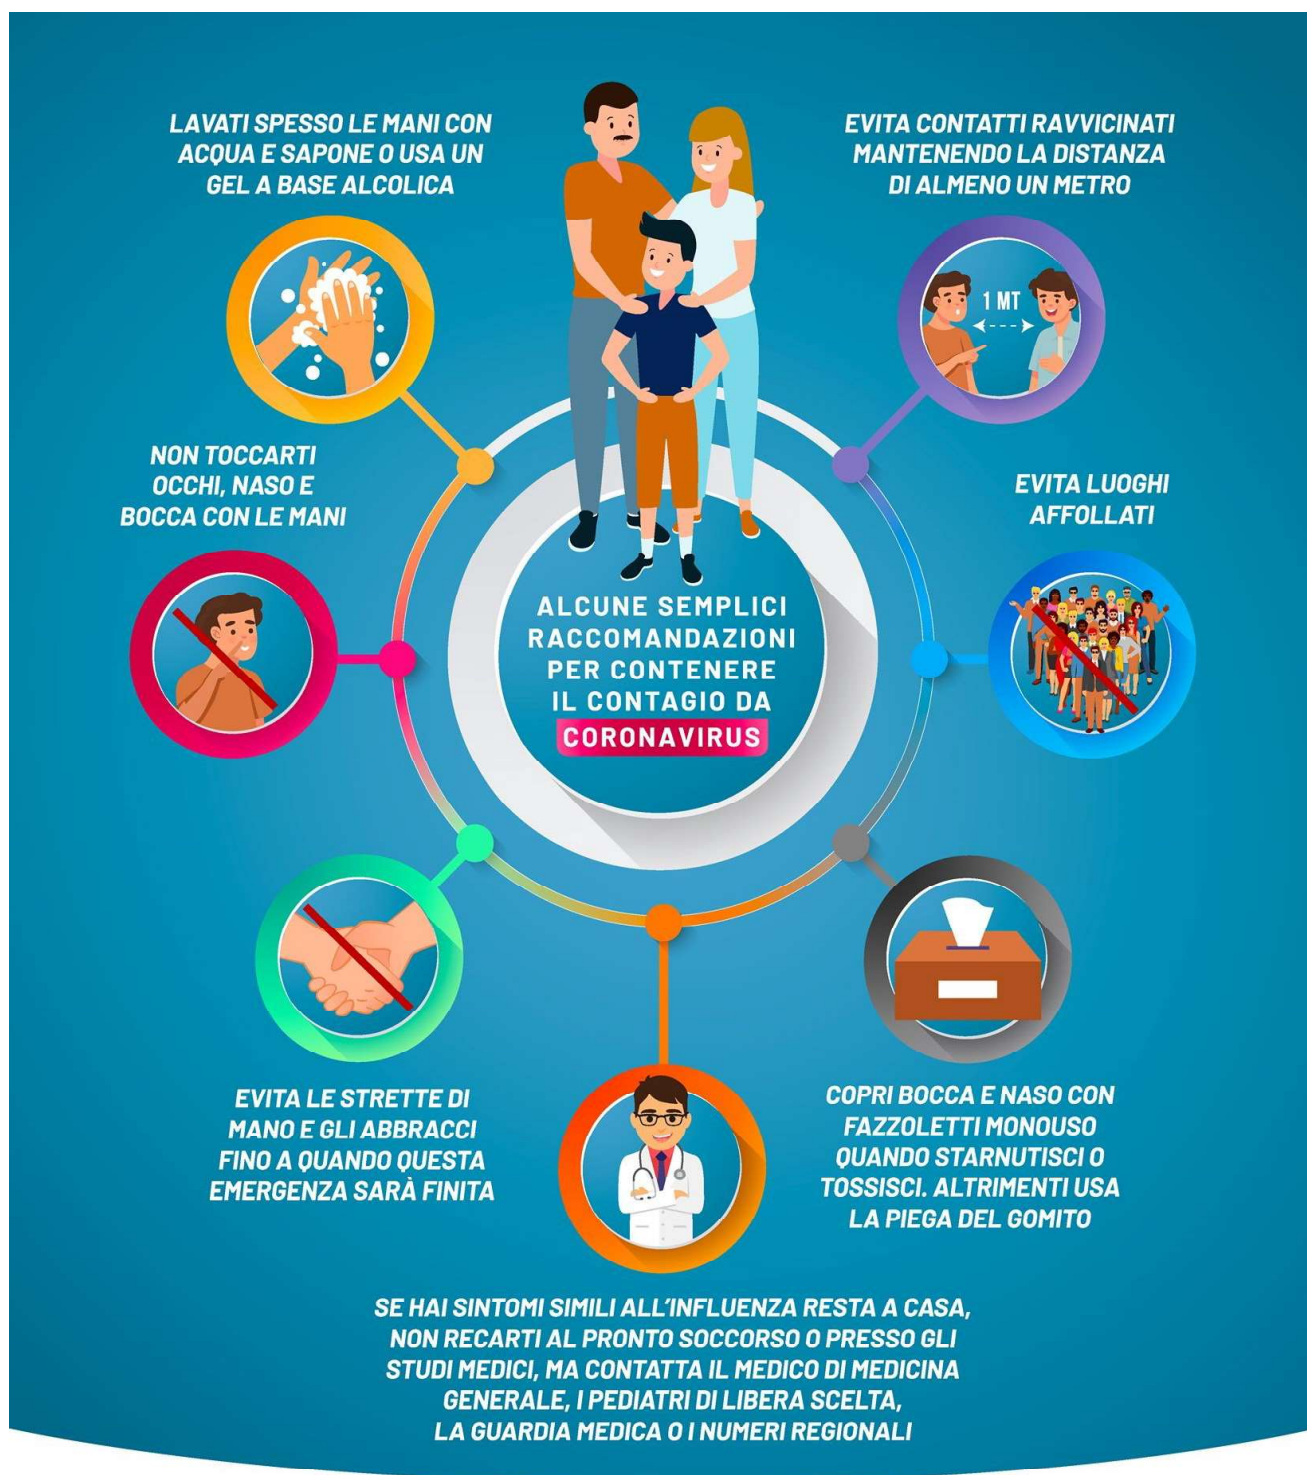 LAVATI SPESSO LE MANI CON
ACQUA E SAPONE O USA UN
GEL A BASE ALCOLICA
EVITA CONTATTI RAVVICINATI
MANTENENDO LA DISTANZA
DI ALMENO UN METRO
1 MT
NON TOCCARTI
OCCHI, NASO E
BOCCA CON LE MANI
EVITA LUOGHI
AFFOLLATI
ALCUNE SEMPLICI
RACCOMANDAZIONI
PER CONTENERE
IL CONTAGIO DA
CORONAVIRUS
EVITA LE STRETTE DI
MANO E GLI ABBRACCI
FINO A QUANDO QUESTA
EMERGENZA SARÀ FINITA
COPRI BOCCA E NASO CON
FAZZOLETTI MONOUSO
QUANDO STARNUTISCI O
TOSSISCI. ALTRIMENTI USA
LA PIEGA DEL GOMITO
SE HAI SINTOMI SIMILI ALL'INFLUENZA RESTA A CASA,
NON RECARTI AL PRONTO SOCCORSO O PRESSO GLI
STUDI MEDICI, MA CONTATTA IL MEDICO DI MEDICINA
GENERALE, I PEDIATRI DI LIBERA SCELTA,
LA GUARDIA MEDICA O I NUMERI REGIONALI